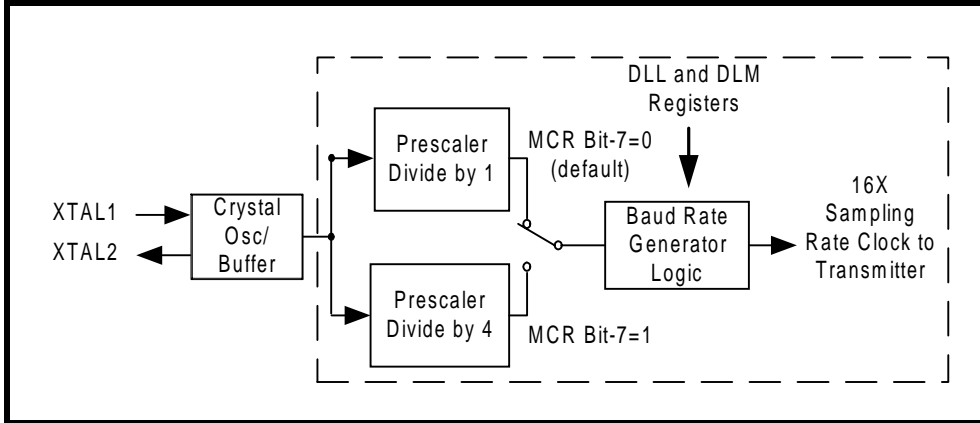 DLL and DLM
Registers
Prescaler
Divide by 1
MCR Bit-7=0
(default)
16X
Sampling
Rate Clock to
Transmitter
XTAL1
XTAL2
Crystal
Osc/
Buffer
Baud Rate
Generator
Logic
Prescaler
Divide by 4
MCR Bit-7=1